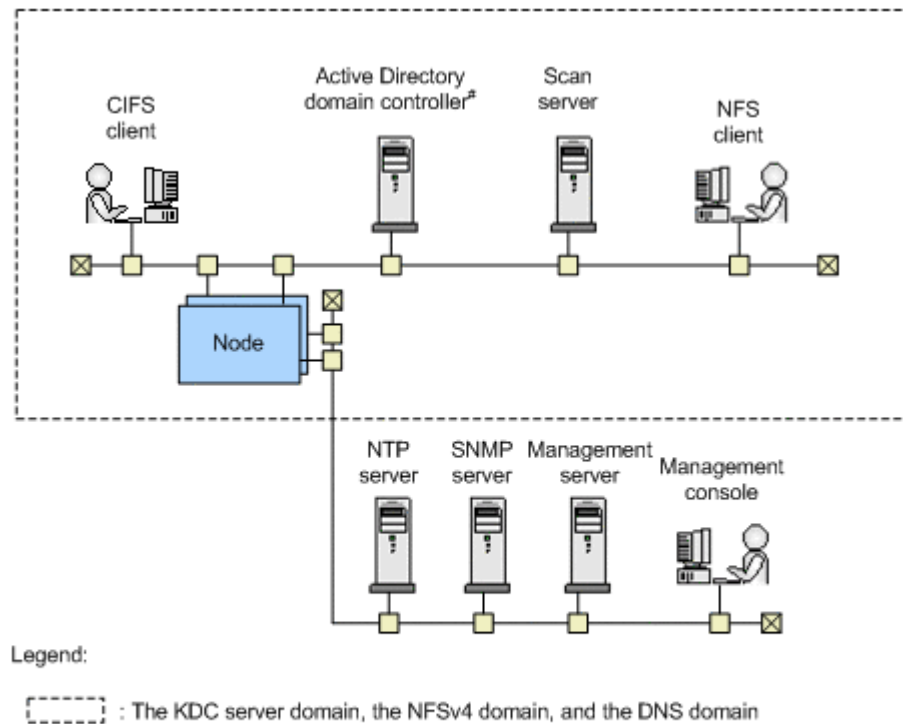 Active Directory
domain controller#
Scan
server
CIFS
client
NFS
client
Node
NTP
server
SNMP
server
Management
server
Management
console
Legend:
: The KDC server domain, the NFSv4 domain, and the DNS domain